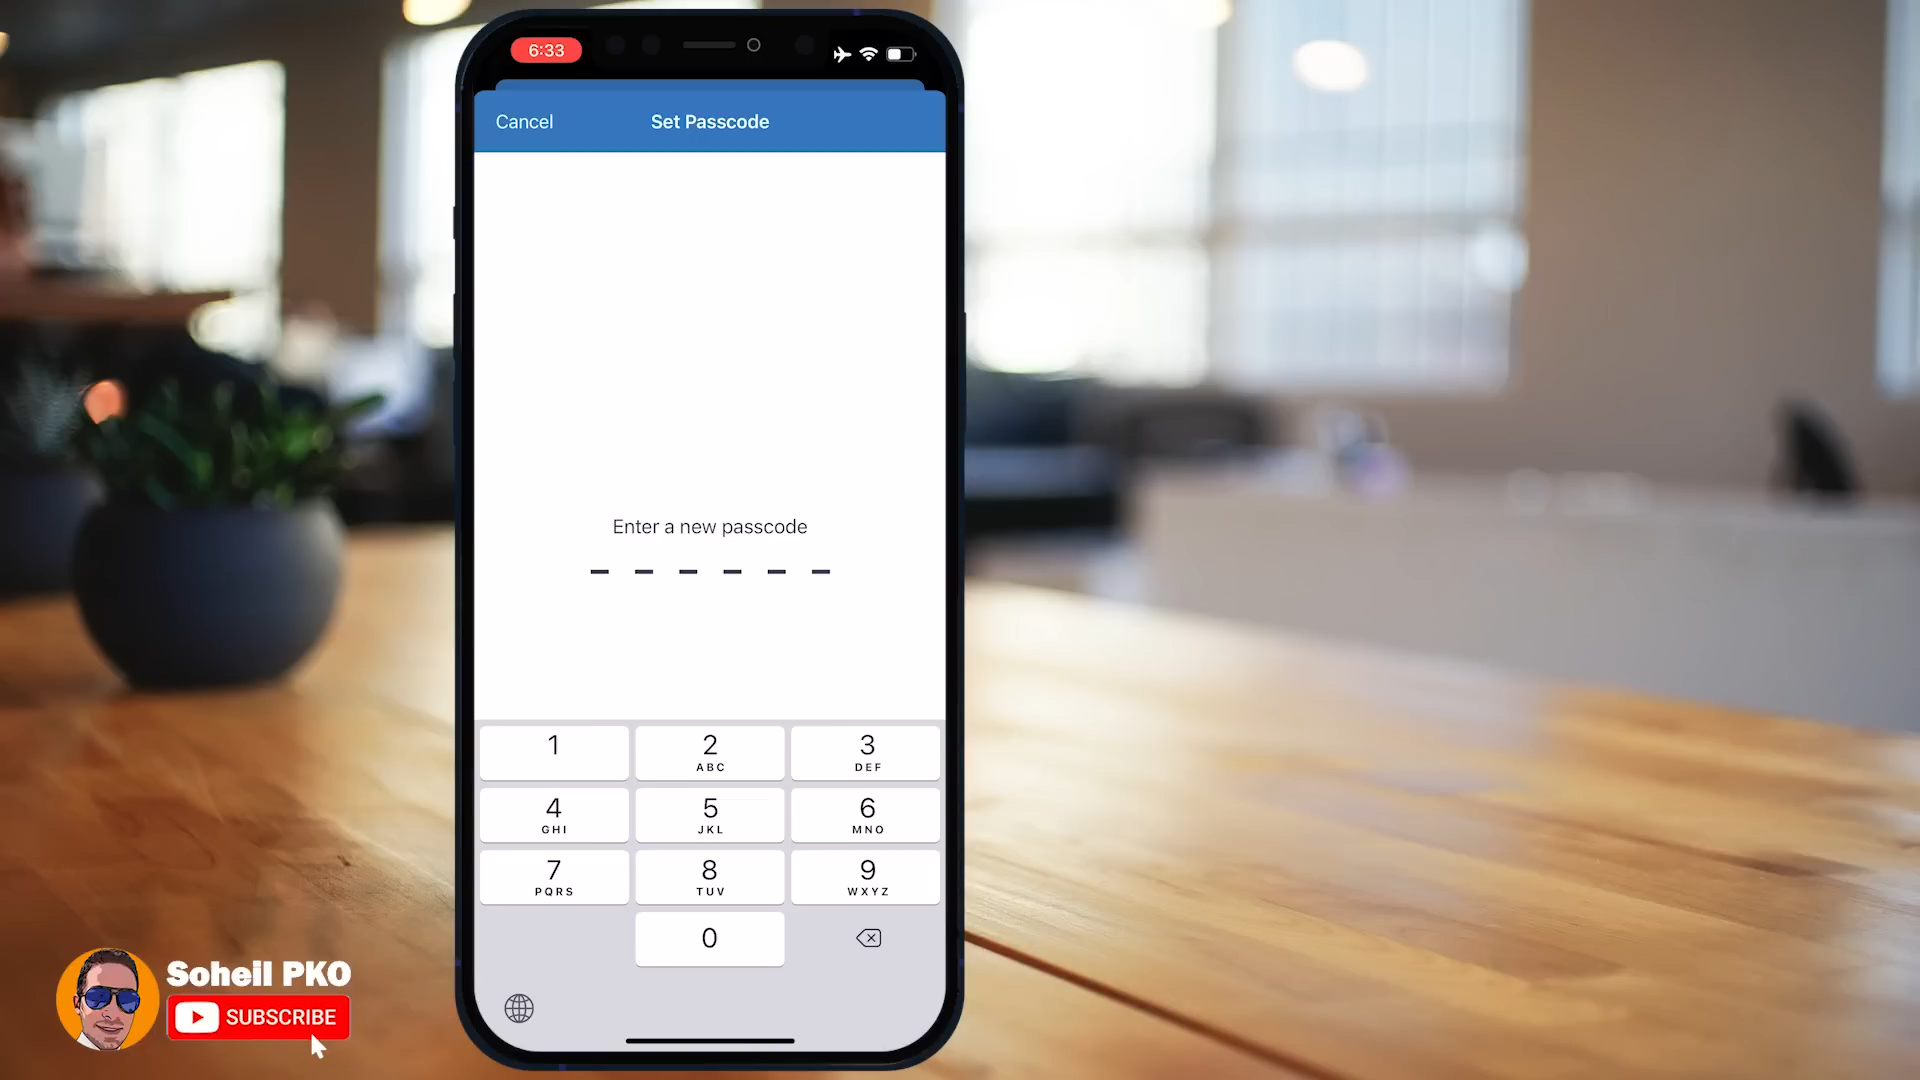 6:33
Cancel
Set Passcode
Enter a new passcode
1
2
ABC
3
DEF
4
GHI
5
JKL
6
MNO
7
PQRS
8
TUV
9
WXYZ
0
Soheil PKO
SUBSCRIBE